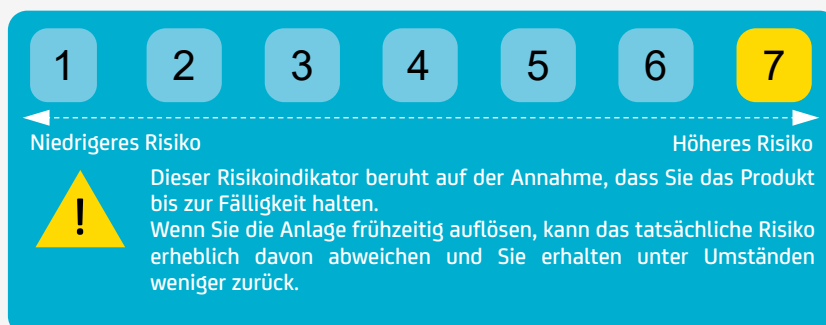 1 2 3 4 5 6 7
Niedrigeres Risiko Höheres Risiko
!
Dieser Risikoindikator beruht auf der Annahme, dass Sie das Produkt
bis zur Fälligkeit halten.
Wenn Sie die Anlage frühzeitig auflösen, kann das tatsächliche Risiko
erheblich davon abweichen und Sie erhalten unter Umständen
weniger zurück.